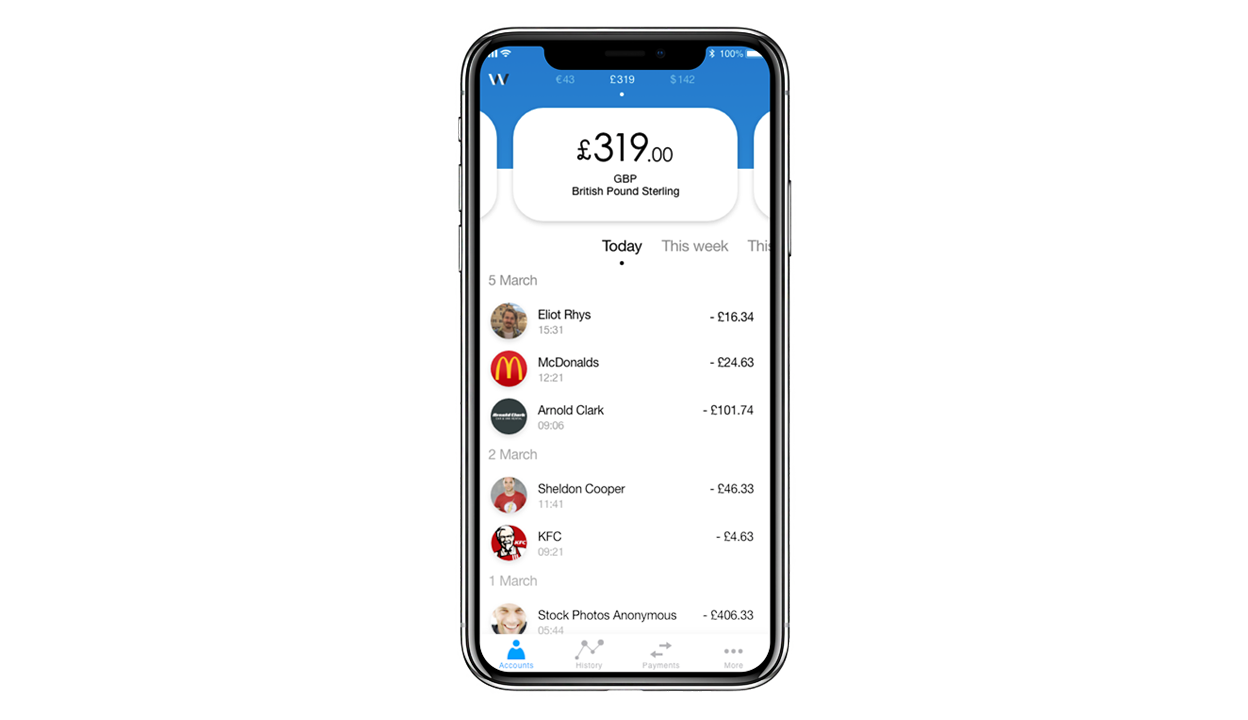 100%
W
€43 £319 $142
£319.00
GBP
British Pound Sterling
Today This week This
5 March
Eliot Rhys - £16.34
15:31
McDonalds - £24.63
12:21
Arnold Clark - £101.74
Arnold Clark
09:06
2 March
Sheldon Cooper - £46.33
11:41
KFC - £4.63
KFC
09:21
1 March
Stock Photos Anonymous - £406.33
05:44
Accounts History Payments More